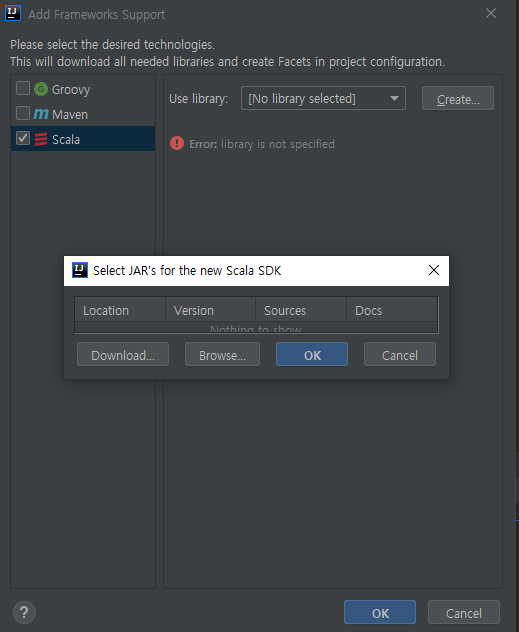 Add Frameworks Support
Please select the desired technologies.
This will download all needed libraries and create Facets in project configuration.
Groovy
Maven
Scala
Use library:
[No library selected]
Create...
Error: library is not specified
Select JAR's for the new Scala SDK
Location Version Sources Docs
Nothing to show
Download... Browse... OK Cancel
? OK Cancel